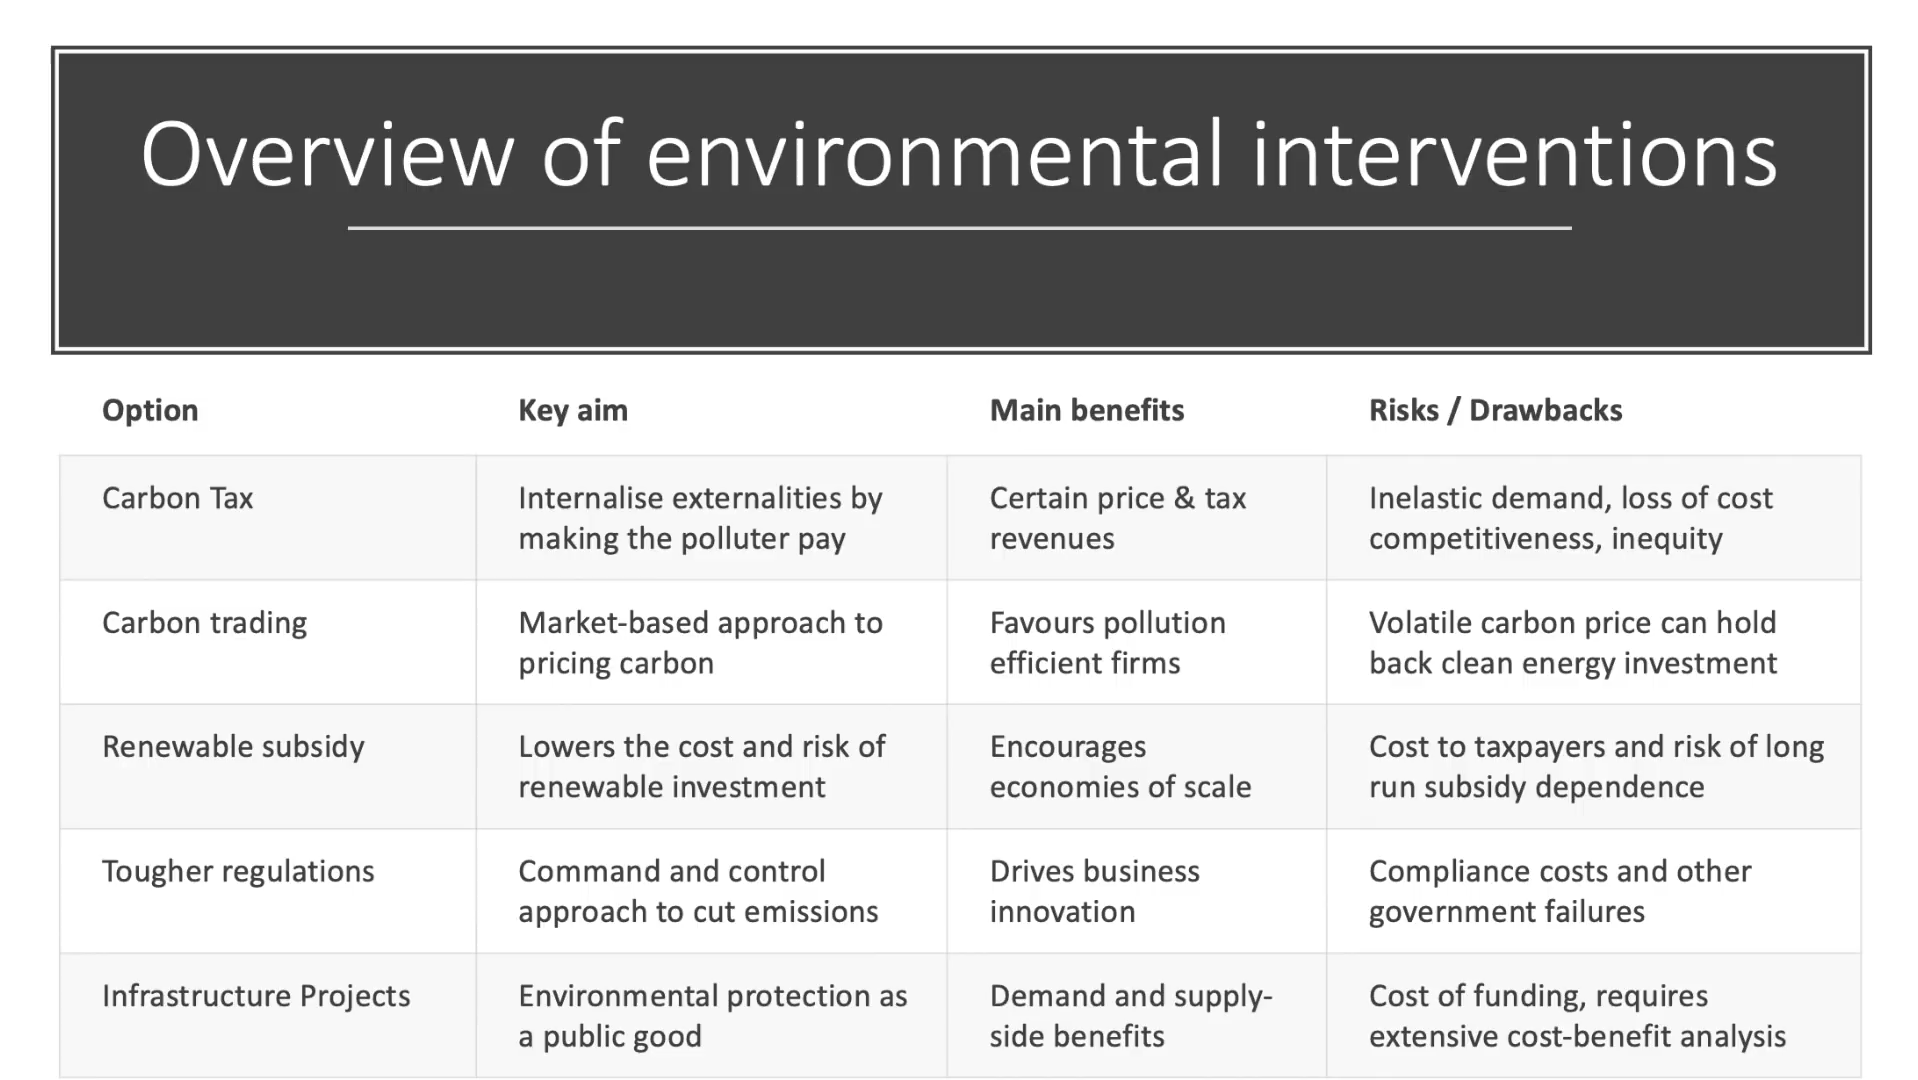 Overview of environmental interventions
Option Key aim Main benefits Risks / Drawbacks
Carbon Tax Internalise externalities by Certain price & tax Inelastic demand, loss of cost
making the polluter pay revenues competitiveness, inequity
Carbon trading Market-based approach to Favours pollution Volatile carbon price can hold
pricing carbon efficient firms back clean energy investment
Renewable subsidy Lowers the cost and risk of Encourages Cost to taxpayers and risk of long
renewable investment economies of scale run subsidy dependence
Tougher regulations Command and control Drives business Compliance costs and other
approach to cut emissions innovation government failures
Infrastructure Projects Environmental protection as Demand and supply- Cost of funding, requires
a public good side benefits extensive cost-benefit analysis